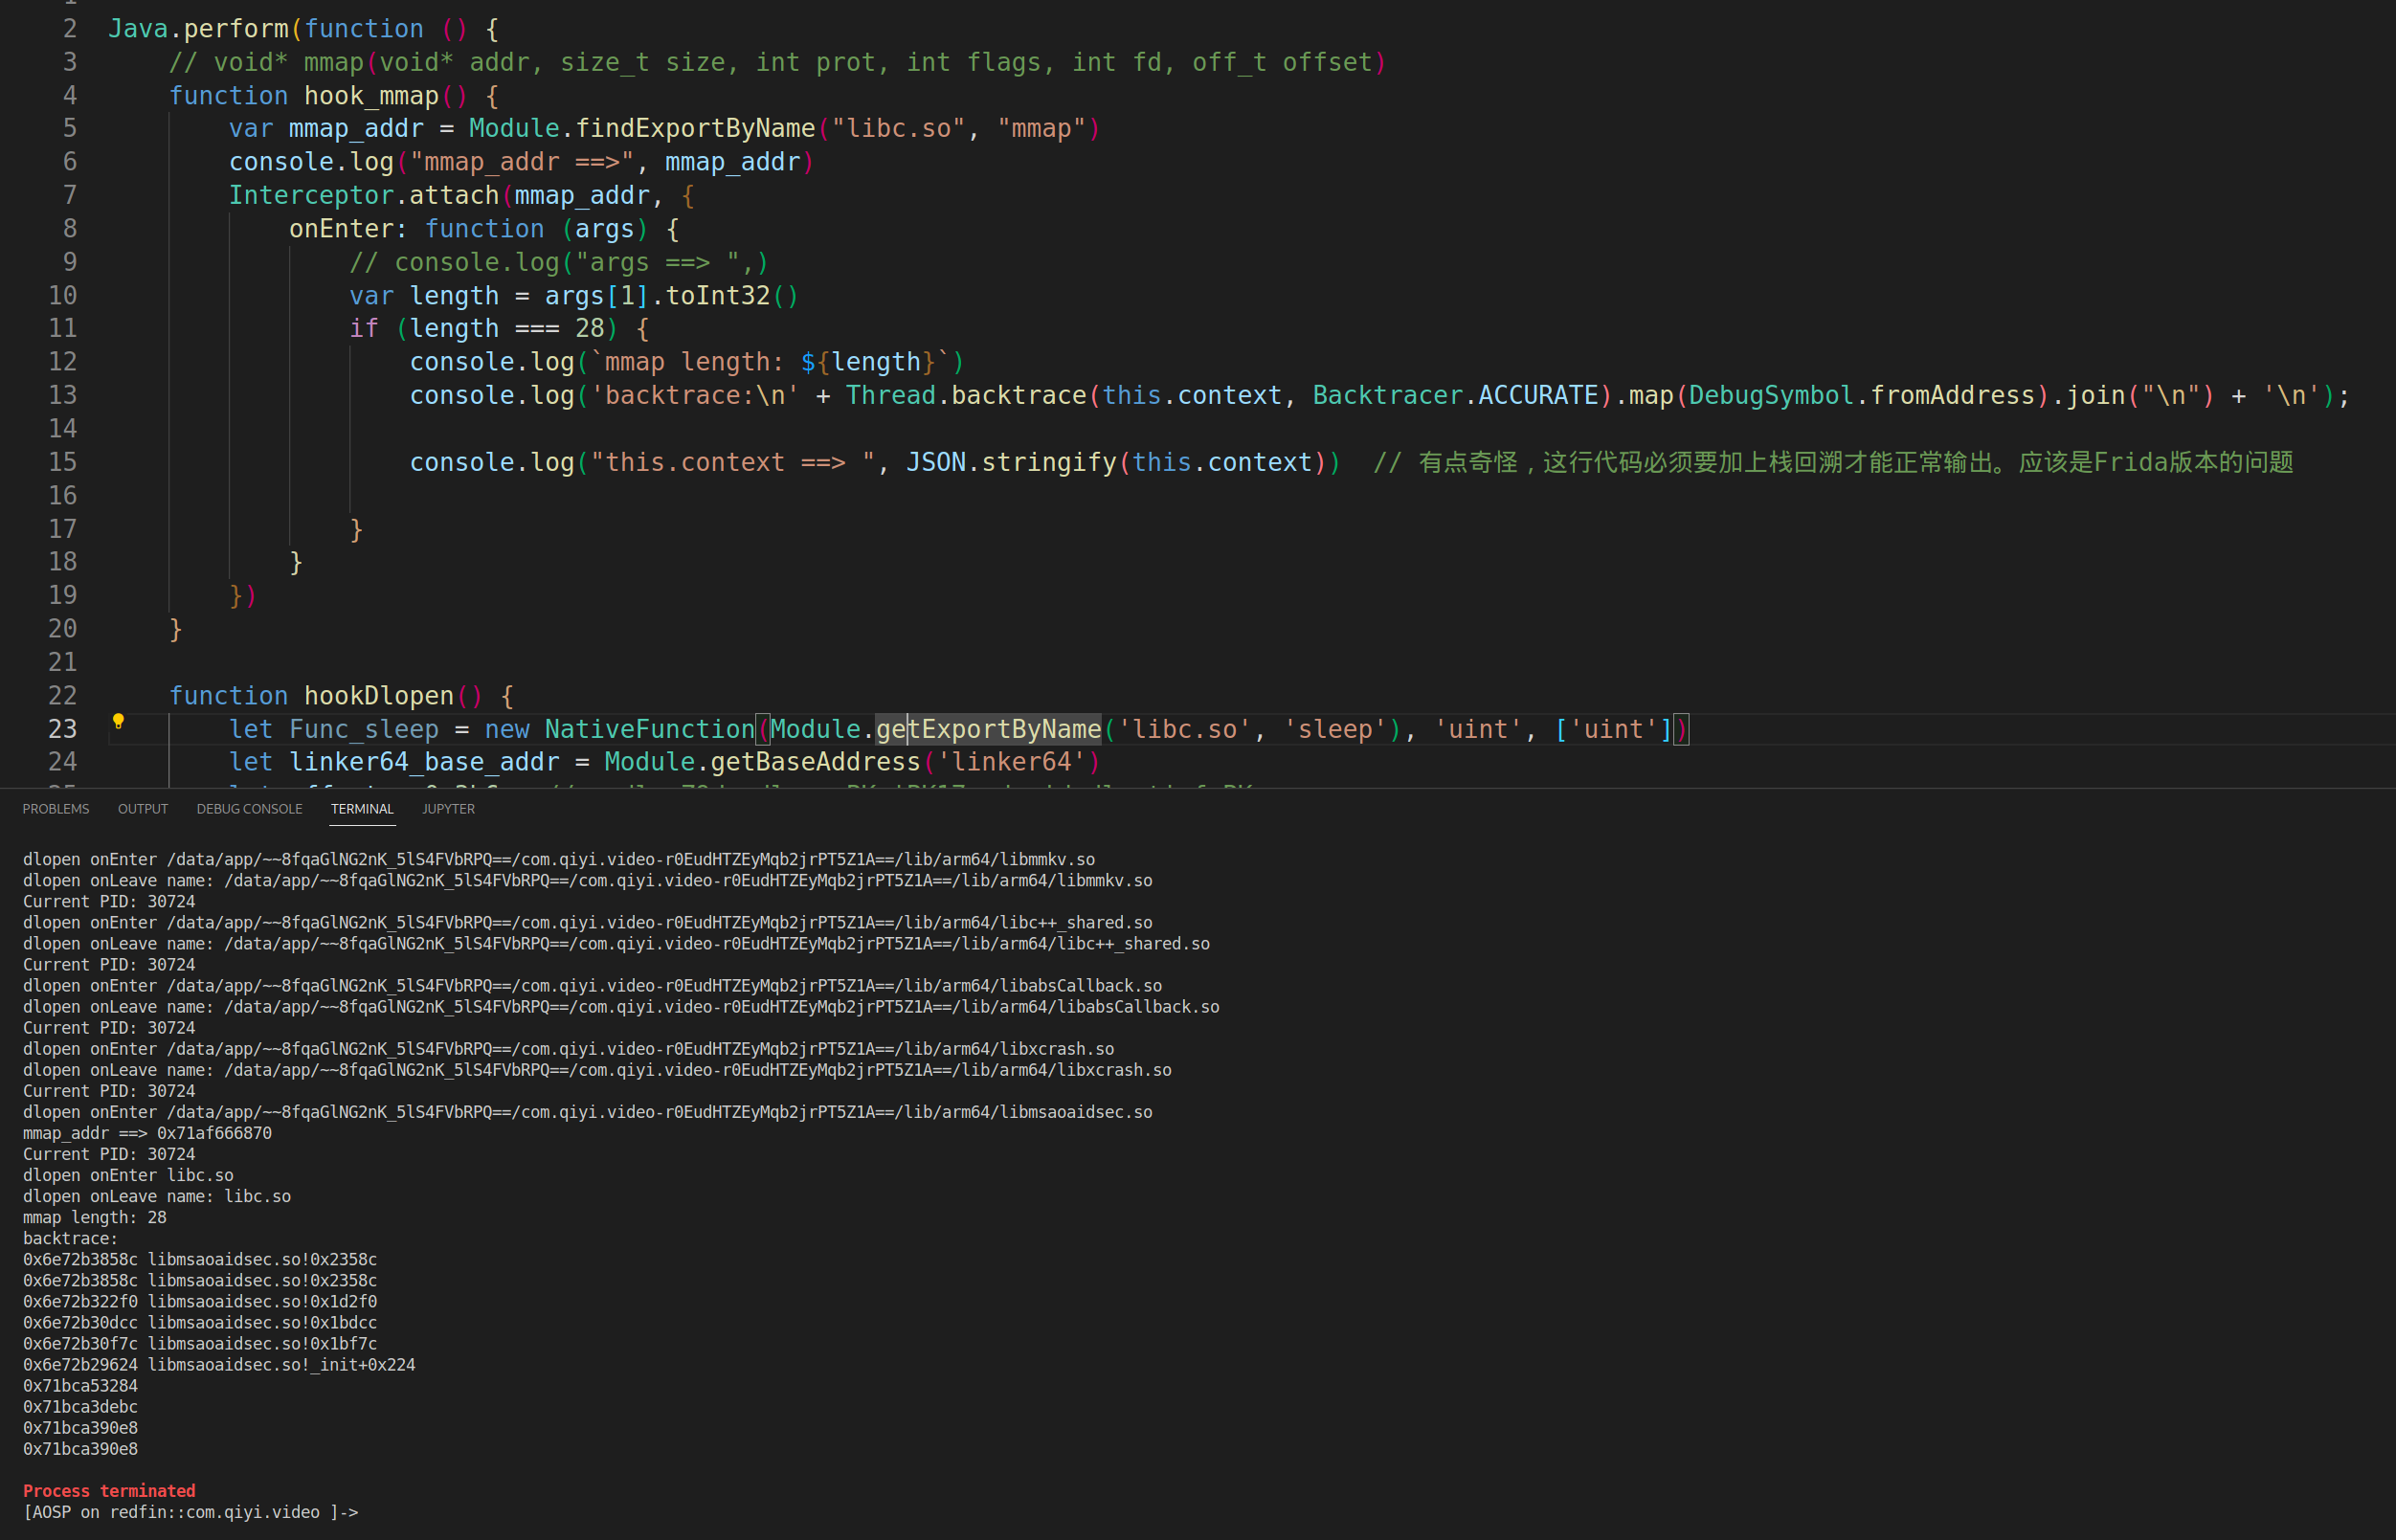 1
2 Java.perform(function () {
3 // void* mmap(void* addr, size_t size, int prot, int flags, int fd, off_t offset)
4 function hook_mmap() {
5 var mmap_addr = Module.findExportByName("libc.so", "mmap")
6 console.log("mmap_addr ==>", mmap_addr)
7 Interceptor.attach(mmap_addr, {
8 onEnter: function (args) {
9 // console.log("args ==> ",)
10 var length = args[1].toInt32()
11 if (length === 28) {
12 console.log(`mmap length: ${length}`)
13 console.log('backtrace:\n' + Thread.backtrace(this.context, Backtracer.ACCURATE).map(DebugSymbol.fromAddress).join("\n") + '\n');
14
15 console.log("this.context ==> ", JSON.stringify(this.context)) // 有点奇怪，这行代码必须要加上栈回溯才能正常输出。应该是Frida版本的问题
16
17 }
18 }
19 })
20 }
21
22 function hookDlopen() {
23 let Func_sleep = new NativeFunction(Module.getExportByName('libc.so', 'sleep'), 'uint', ['uint'])
24 let linker64_base_addr = Module.getBaseAddress('linker64')
PROBLEMS OUTPUT DEBUG CONSOLE TERMINAL JUPYTER
dlopen onEnter /data/app/~~8fqaGlNG2nK_5lS4FVbRPQ==/com.qiyi.video-r0EudHTZEyMqb2jrPT5Z1A==/lib/arm64/libmmkv.so
dlopen onLeave name: /data/app/~~8fqaGlNG2nK_5lS4FVbRPQ==/com.qiyi.video-r0EudHTZEyMqb2jrPT5Z1A==/lib/arm64/libmmkv.so
Current PID: 30724
dlopen onEnter /data/app/~~8fqaGlNG2nK_5lS4FVbRPQ==/com.qiyi.video-r0EudHTZEyMqb2jrPT5Z1A==/lib/arm64/libc++_shared.so
dlopen onLeave name: /data/app/~~8fqaGlNG2nK_5lS4FVbRPQ==/com.qiyi.video-r0EudHTZEyMqb2jrPT5Z1A==/lib/arm64/libc++_shared.so
Current PID: 30724
dlopen onEnter /data/app/~~8fqaGlNG2nK_5lS4FVbRPQ==/com.qiyi.video-r0EudHTZEyMqb2jrPT5Z1A==/lib/arm64/libabsCallback.so
dlopen onLeave name: /data/app/~~8fqaGlNG2nK_5lS4FVbRPQ==/com.qiyi.video-r0EudHTZEyMqb2jrPT5Z1A==/lib/arm64/libabsCallback.so
Current PID: 30724
dlopen onEnter /data/app/~~8fqaGlNG2nK_5lS4FVbRPQ==/com.qiyi.video-r0EudHTZEyMqb2jrPT5Z1A==/lib/arm64/libxcrash.so
dlopen onLeave name: /data/app/~~8fqaGlNG2nK_5lS4FVbRPQ==/com.qiyi.video-r0EudHTZEyMqb2jrPT5Z1A==/lib/arm64/libxcrash.so
Current PID: 30724
dlopen onEnter /data/app/~~8fqaGlNG2nK_5lS4FVbRPQ==/com.qiyi.video-r0EudHTZEyMqb2jrPT5Z1A==/lib/arm64/libmsaoaidsec.so
mmap_addr ==> 0x71af666870
Current PID: 30724
dlopen onEnter libc.so
dlopen onLeave name: libc.so
mmap length: 28
backtrace:
0x6e72b3858c libmsaoaidsec.so!0x2358c
0x6e72b3858c libmsaoaidsec.so!0x2358c
0x6e72b322f0 libmsaoaidsec.so!0x1d2f0
0x6e72b30dcc libmsaoaidsec.so!0x1bdcc
0x6e72b30f7c libmsaoaidsec.so!0x1bf7c
0x6e72b29624 libmsaoaidsec.so!_init+0x224
0x71bca53284
0x71bca3debc
0x71bca390e8
0x71bca390e8
Process terminated
[AOSP on redfin::com.qiyi.video ]->